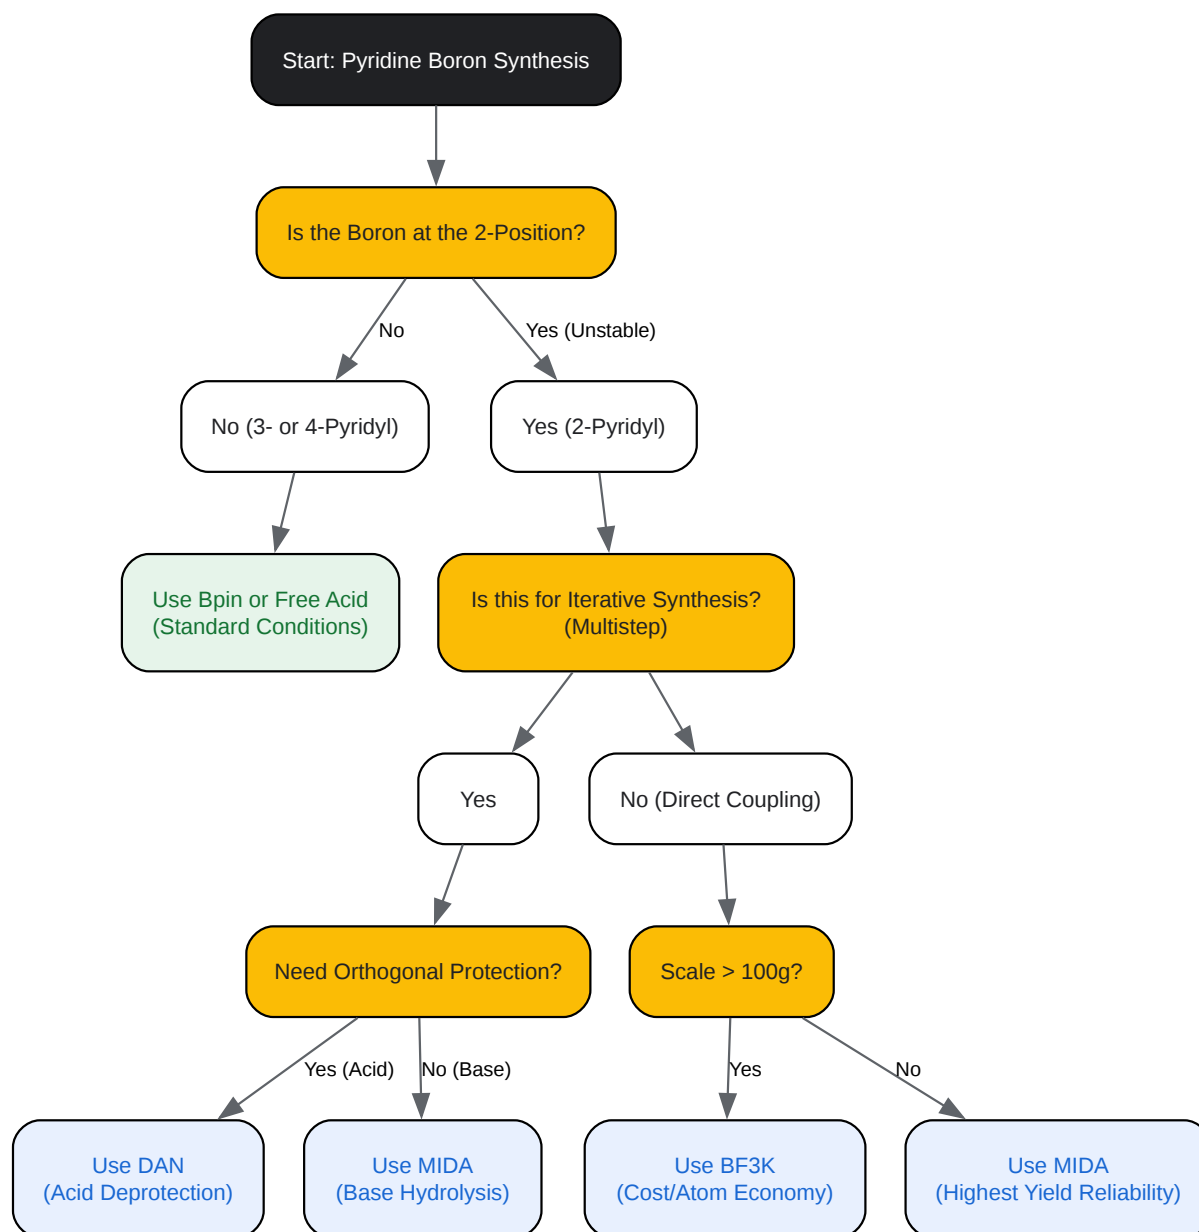 Start: Pyridine Boron Synthesis
Is the Boron at the 2-Position?
No
Yes (Unstable)
No (3- or 4-Pyridyl)
Yes (2-Pyridyl)
Use Bpin or Free Acid
(Standard Conditions)
Is this for Iterative Synthesis?
(Multistep)
Yes
No (Direct Coupling)
Need Orthogonal Protection?
Scale > 100g?
Yes (Acid)
No (Base)
Yes
No
Use DAN
(Acid Deprotection)
Use MIDA
(Base Hydrolysis)
Use BF3K
(Cost/Atom Economy)
Use MIDA
(Highest Yield Reliability)